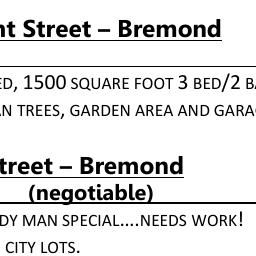 nt Street – Bremond
ED, 1500 SQUARE FOOT 3 BED/2 BA
AN TREES, GARDEN AREA AND GARA
treet – Bremond
(negotiable)
DY MAN SPECIAL....NEEDS WORK!
CITY LOTS.